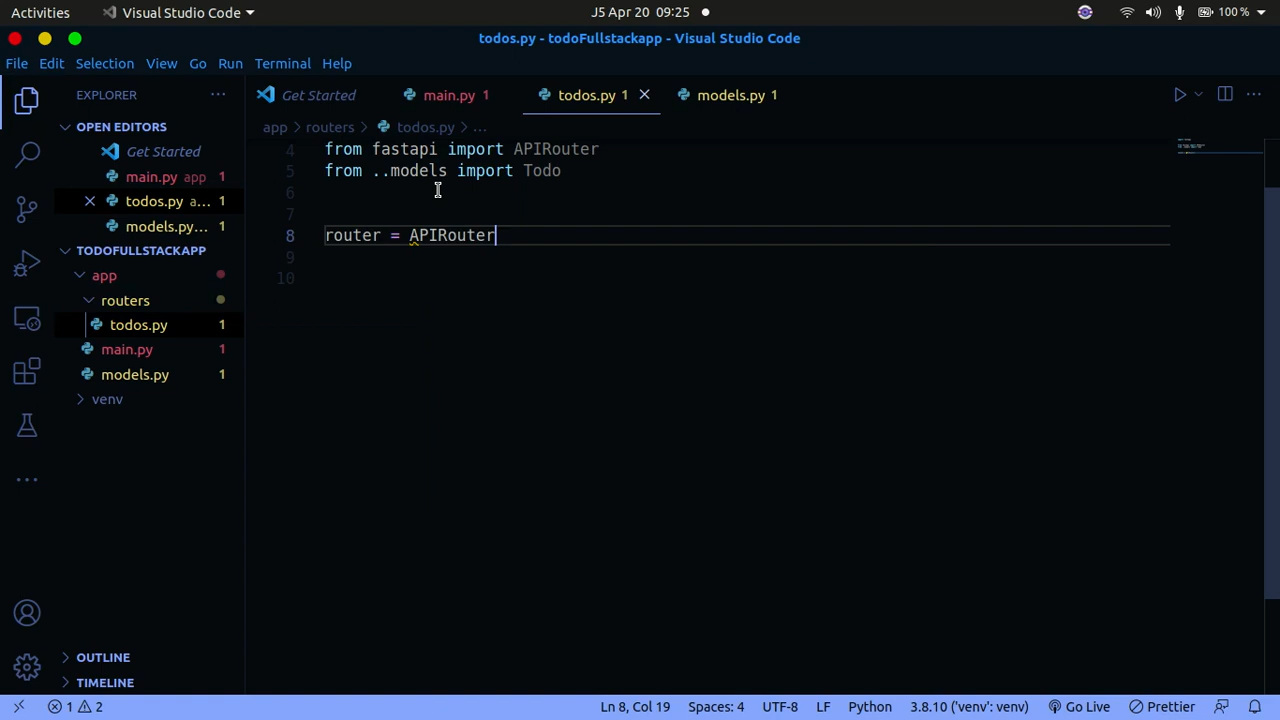 Activities
Visual Studio Code
J5 Apr 20 09:25
100 %
todos.py - todoFullstackapp - Visual Studio Code
File Edit Selection View Go Run Terminal Help
EXPLORER
Get Started
main.py 1
todos.py 1
models.py 1
OPEN EDITORS
app > routers > todos.py > ...
Get Started
main.py app 1
todos.py a... 1
models.py... 1
TODOFULLSTACKAPP
app
routers
todos.py 1
main.py 1
models.py 1
venv
4 from fastapi import APIRouter
5 from ..models import Todo
6
7
8 router = APIRouter
9
10
OUTLINE
TIMELINE
1 2
Ln 8, Col 19
Spaces: 4
UTF-8
LF
Python
3.8.10 ('venv': venv)
Go Live
Prettier